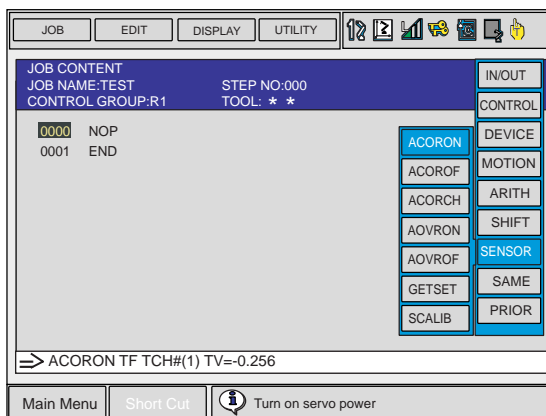 JOB EDIT DISPLAY UTILITY
JOB CONTENT
JOB NAME:TEST STEP NO:000
CONTROL GROUP:R1 TOOL: * *
0000 NOP
0001 END
ACORON
ACOROF
ACORCH
AOVRON
AOVROF
GETSET
SCALIB
IN/OUT
CONTROL
DEVICE
MOTION
ARITH
SHIFT
SENSOR
SAME
PRIOR
=> ACORON TF TCH#(1) TV=-0.256
Main Menu Short Cut Turn on servo power